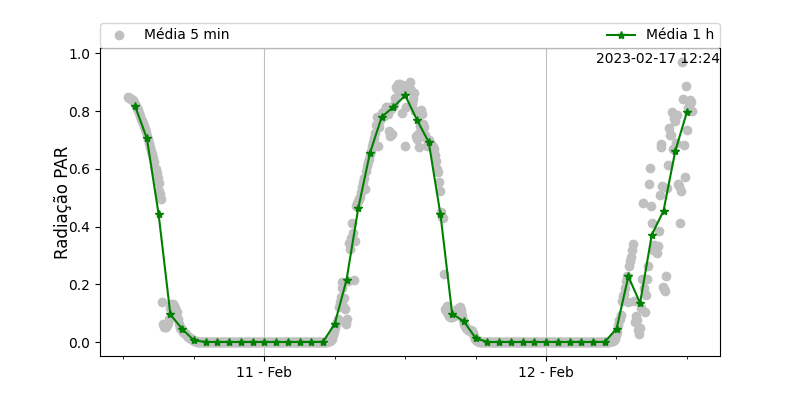 Média 5 min
Média 1 h
2023-02-17 12:24
Radiação PAR
1.0
0.8
0.6
0.4
0.2
0.0
11 - Feb
12 - Feb